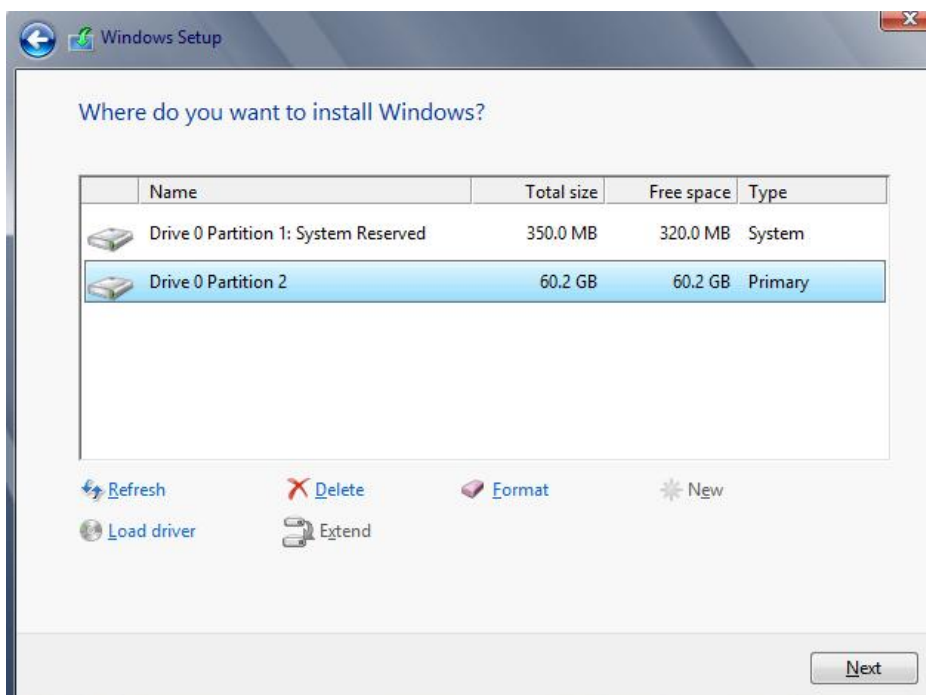 Windows Setup
Where do you want to install Windows?
Name Total size Free space Type
Drive 0 Partition 1: System Reserved 350.0 MB 320.0 MB System
Drive 0 Partition 2 60.2 GB 60.2 GB Primary
Refresh Delete Format New
Load driver Extend
Next